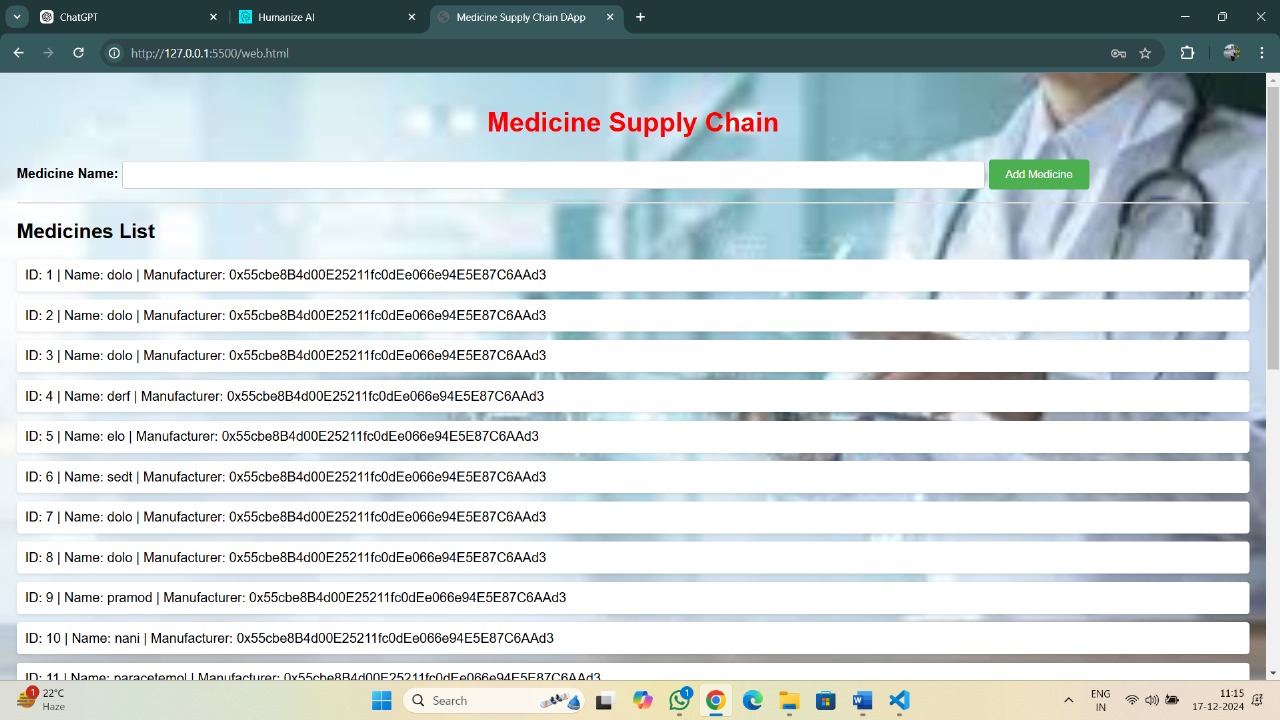 ChatGPT
Humanize AI
Medicine Supply Chain DApp
http://127.0.0.1:5500/web.html
Medicine Supply Chain
Medicine Name:
Add Medicine
Medicines List
ID: 1 | Name: dolo | Manufacturer: 0x55cbe8B4d00E25211fc0dEe066e94E5E87C6AAd3
ID: 2 | Name: dolo | Manufacturer: 0x55cbe8B4d00E25211fc0dEe066e94E5E87C6AAd3
ID: 3 | Name: dolo | Manufacturer: 0x55cbe8B4d00E25211fc0dEe066e94E5E87C6AAd3
ID: 4 | Name: derf | Manufacturer: 0x55cbe8B4d00E25211fc0dEe066e94E5E87C6AAd3
ID: 5 | Name: elo | Manufacturer: 0x55cbe8B4d00E25211fc0dEe066e94E5E87C6AAd3
ID: 6 | Name: sedt | Manufacturer: 0x55cbe8B4d00E25211fc0dEe066e94E5E87C6AAd3
ID: 7 | Name: dolo | Manufacturer: 0x55cbe8B4d00E25211fc0dEe066e94E5E87C6AAd3
ID: 8 | Name: dolo | Manufacturer: 0x55cbe8B4d00E25211fc0dEe066e94E5E87C6AAd3
ID: 9 | Name: pramod | Manufacturer: 0x55cbe8B4d00E25211fc0dEe066e94E5E87C6AAd3
ID: 10 | Name: nani | Manufacturer: 0x55cbe8B4d00E25211fc0dEe066e94E5E87C6AAd3
ID: 11 | Name: paracetemol | Manufacturer: 0x55cbe8B4d00E25211fc0dEe066e94E5E87C6AAd3
1
22°C
Haze
Search
1
ENG
IN
11:15
17-12-2024